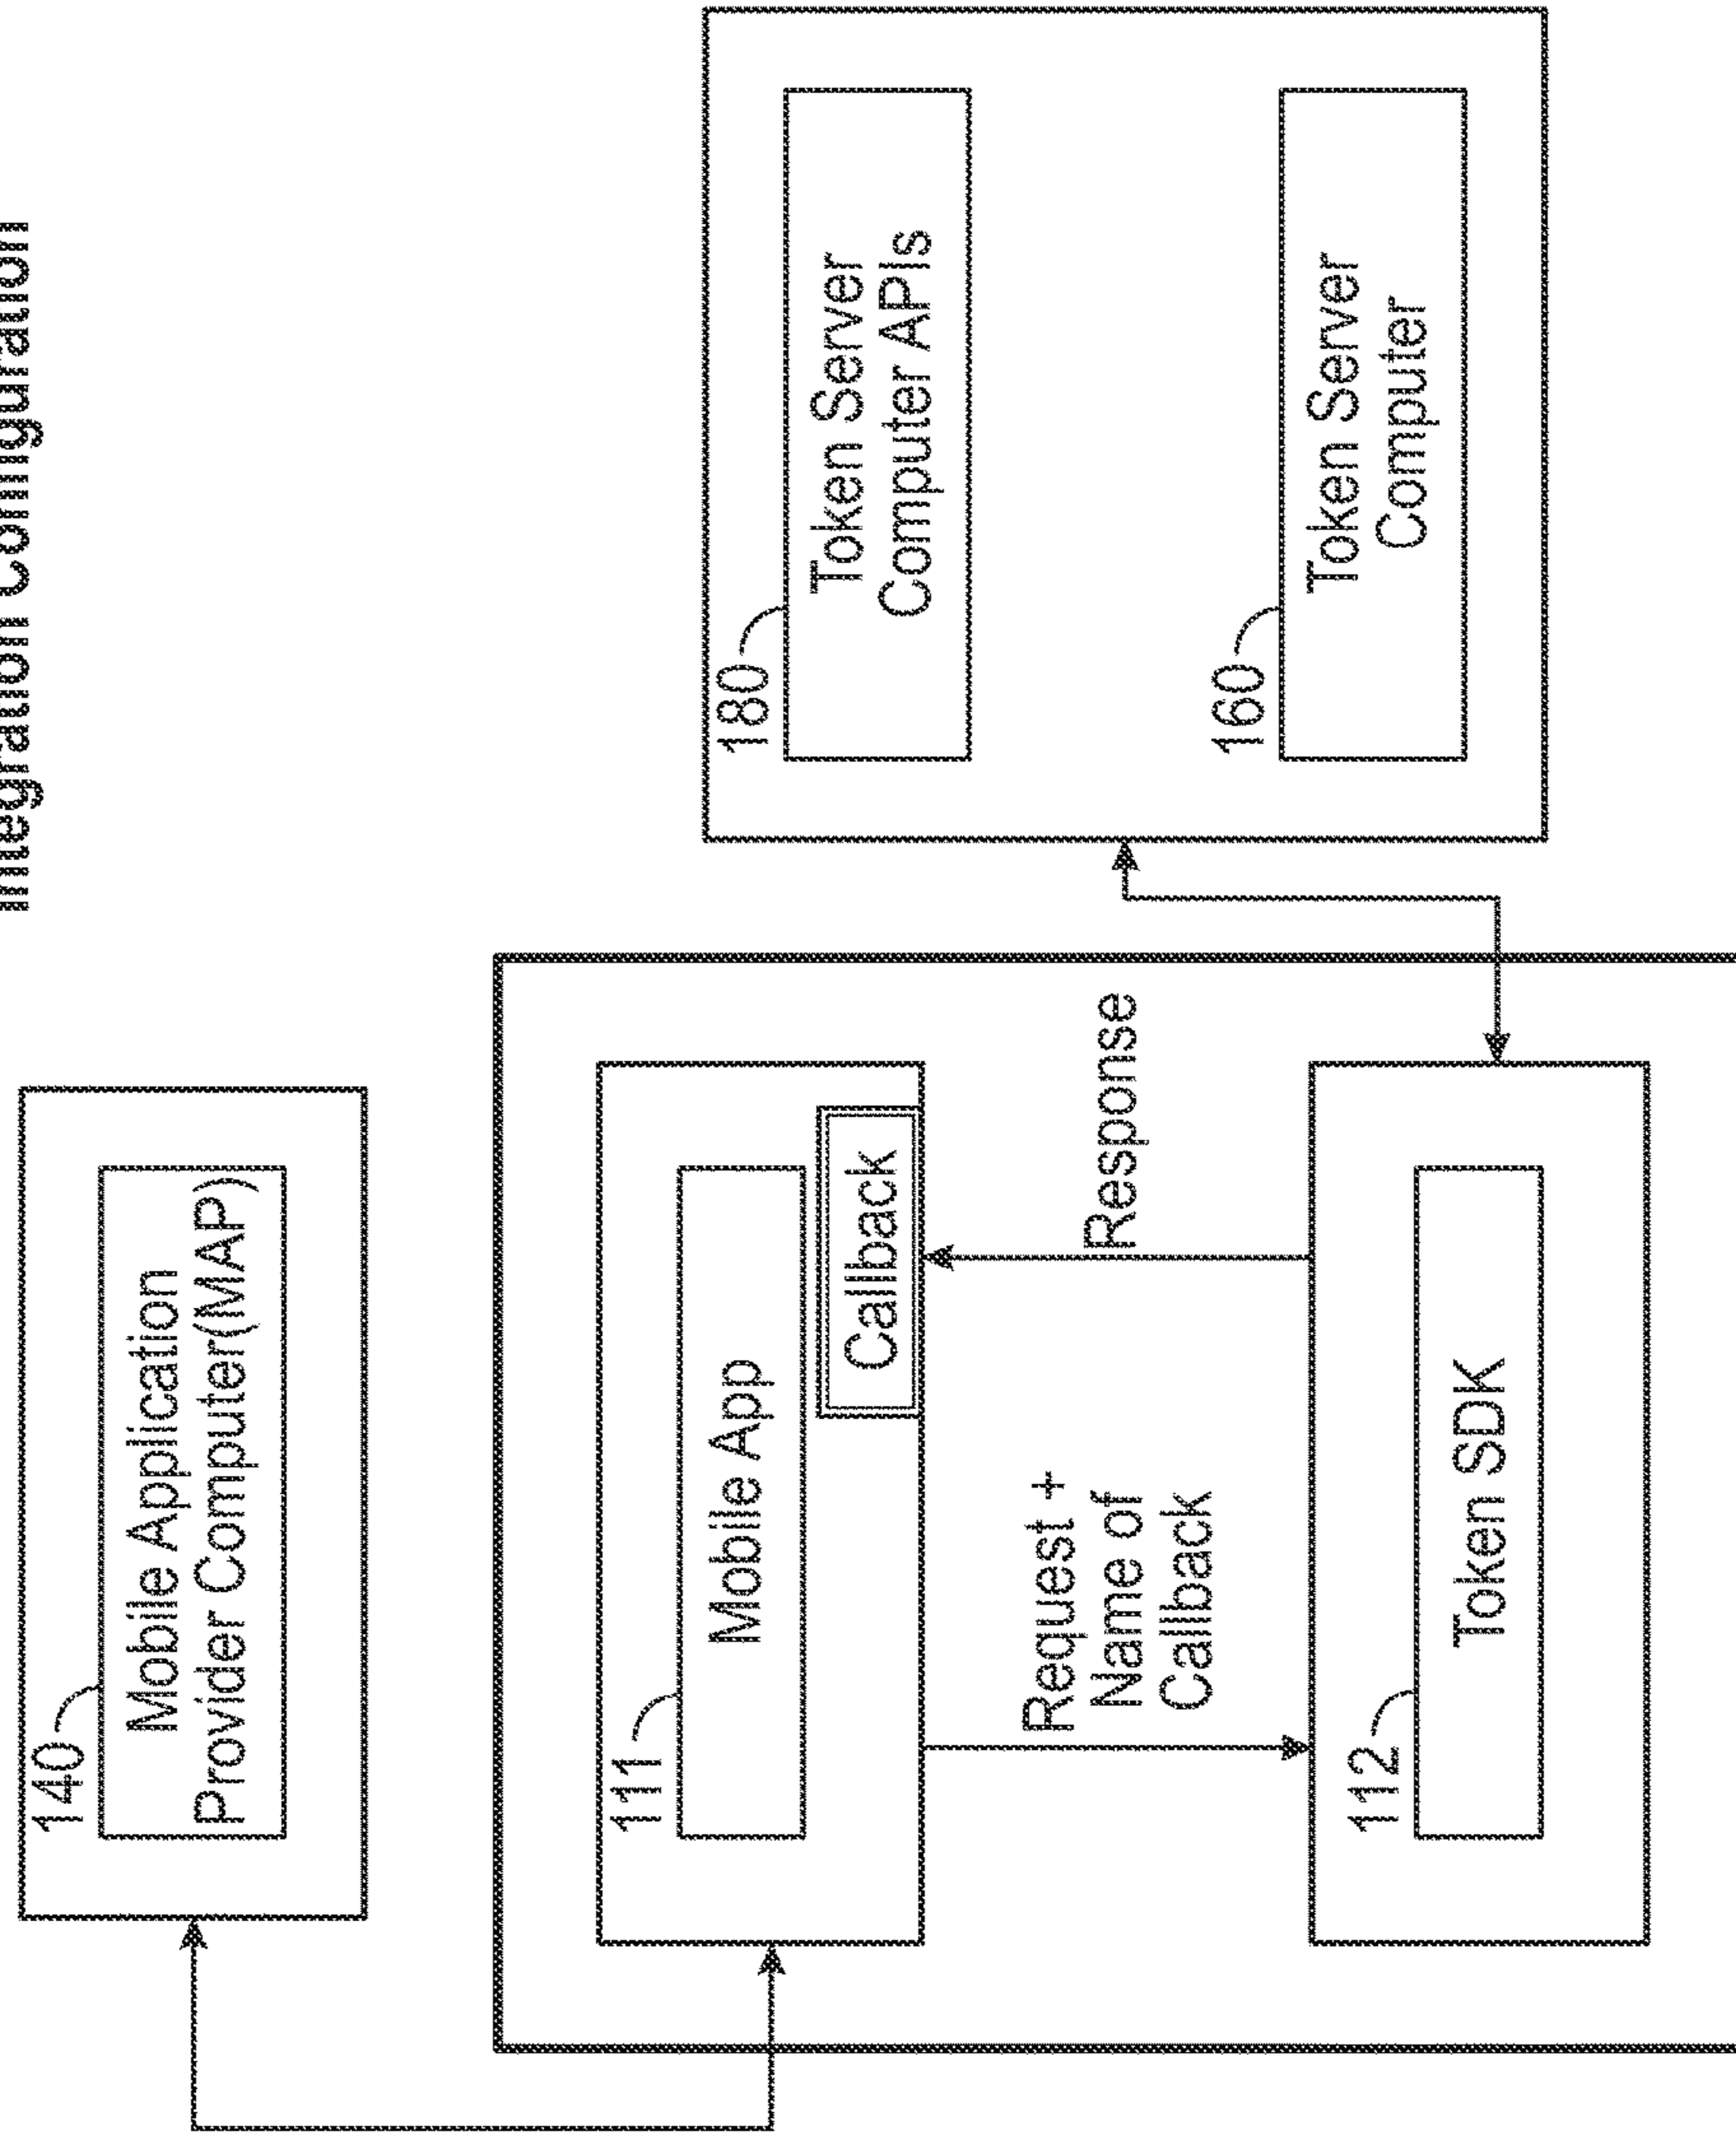 Integration Configuration
140
Mobile Application
Provider Computer(MAP)
111
Mobile App
Callback
Request +
Name of
Callback
Response
112
Token SDK
180
Token Server
Computer APIs
160
Token Server
Computer